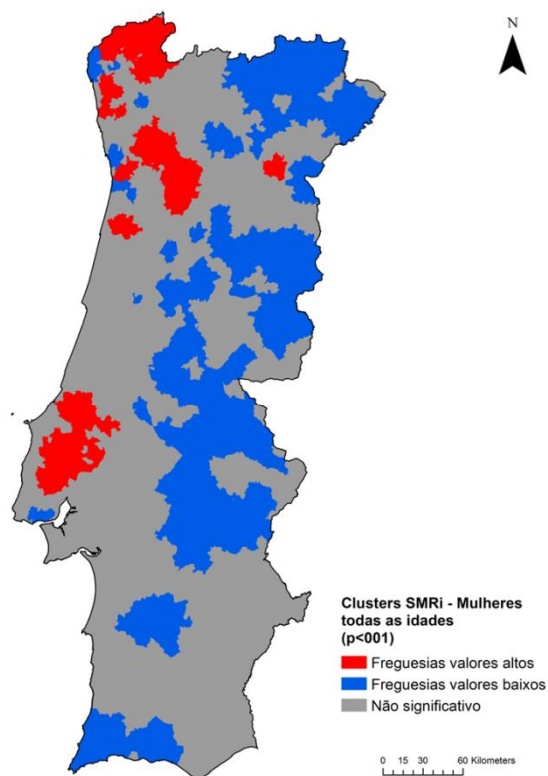 N
Clusters SMRi - Mulheres
todas as idades
(p<001)
Freguesias valores altos
Freguesias valores baixos
Não significativo
0 15 30 60 Kilometers